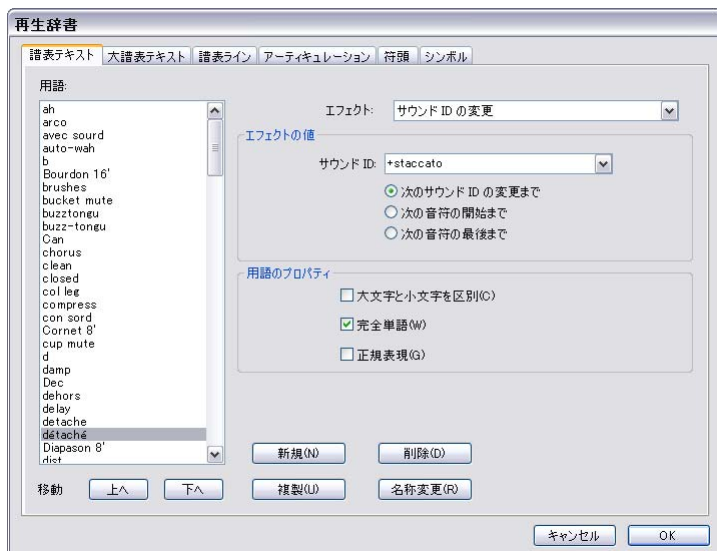 再生辞書
譜表テキスト 大譜表テキスト 譜表ライン アーティキュレーション 符頭 シンボル
用語:
ah
arco
avec sourd
auto-wah
b
Bourdon 16'
brushes
bucket mute
buzztongu
buzz-tongu
Can
chorus
clean
closed
col leg
compress
con sord
Cornet 8'
cup mute
d
damp
Dec
dehors
delay
detache
détaché
Diapason 8'
dist
移動 上へ 下へ
エフェクト: サウンド ID の変更
エフェクトの値
サウンド ID: +staccato
次のサウンド ID の変更まで
次の音符の開始まで
次の音符の最後まで
用語のプロパティ
大文字と小文字を区別(C)
完全単語(W)
正規表現(G)
新規(N) 削除(D)
複製(U) 名称変更(R)
キャンセル OK